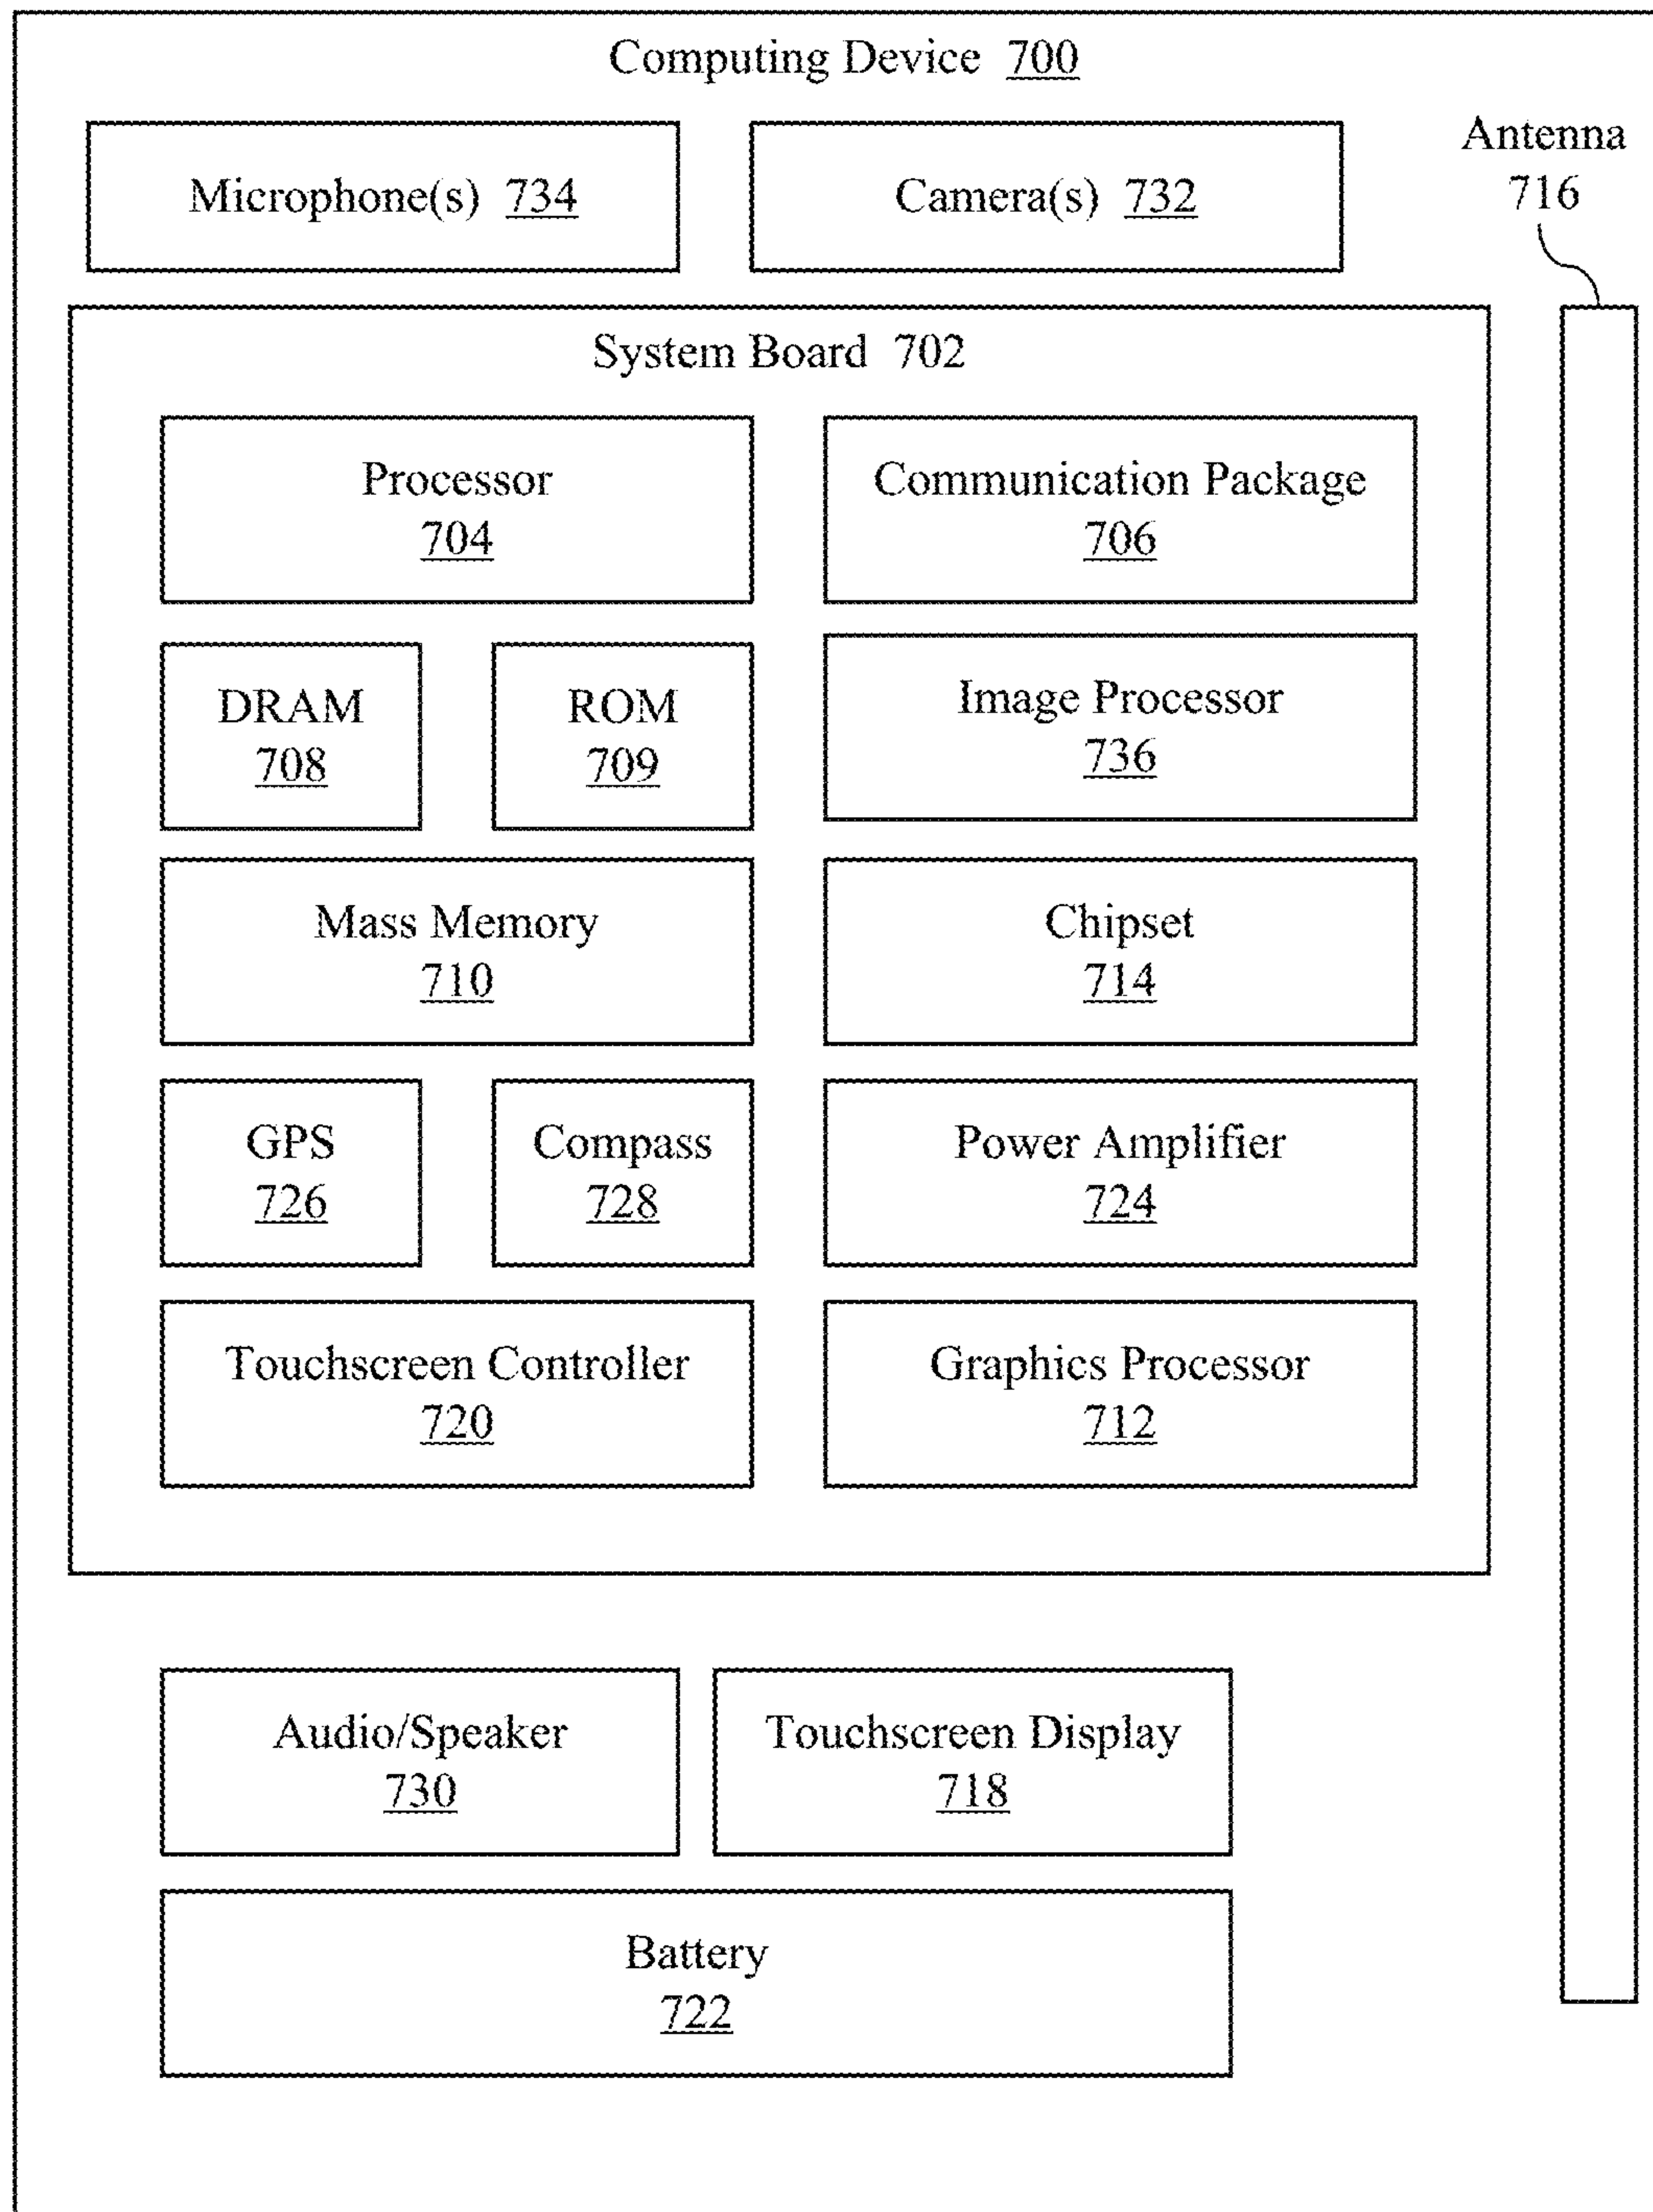 Computing Device 700
Microphone(s) 734
Camera(s) 732
Antenna
716
System Board 702
Processor
704
Communication Package
706
DRAM
708
ROM
709
Image Processor
736
Mass Memory
710
Chipset
714
GPS
726
Compass
728
Power Amplifier
724
Touchscreen Controller
720
Graphics Processor
712
Audio/Speaker
730
Touchscreen Display
718
Battery
722